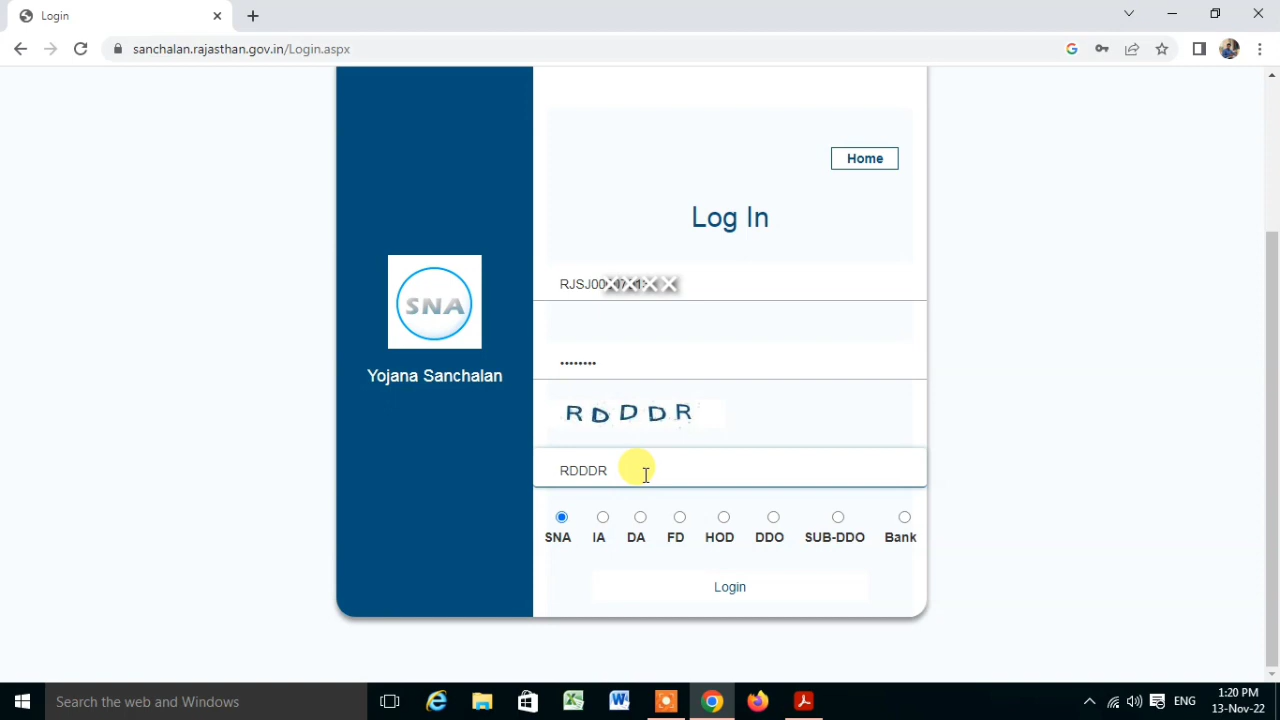 Login
sanchalan.rajasthan.gov.in/Login.aspx
Home
Log In
SNA
Yojana Sanchalan
••••••••
RDDDR
RDDDR
SNA IA DA FD HOD DDO SUB-DDO Bank
Login
Search the web and Windows
ENG
1:20 PM
13-Nov-22